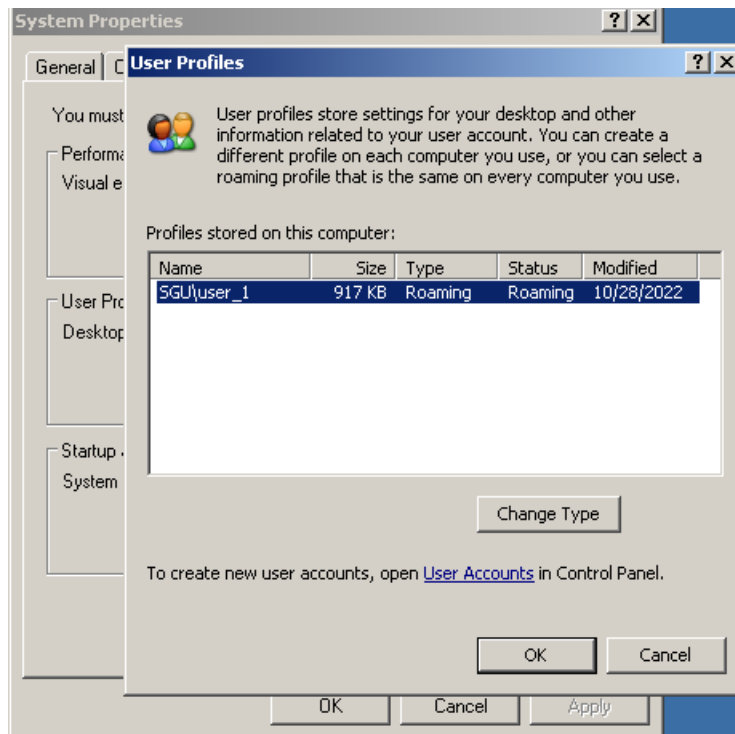 System Properties
General
User Profiles
You must
Performa
Visual e
User Pro
Desktop
Startup
System
User profiles store settings for your desktop and other
information related to your user account. You can create a
different profile on each computer you use, or you can select a
roaming profile that is the same on every computer you use.
Profiles stored on this computer:
Name Size Type Status Modified
SGU\user_1 917 KB Roaming Roaming 10/28/2022
Change Type
To create new user accounts, open User Accounts in Control Panel.
OK Cancel
OK Cancel Apply